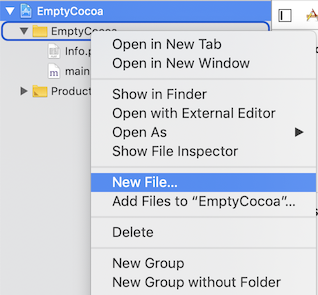 EmptyCocoa
EmptyCocoa
Info.p
main
Product
Open in New Tab
Open in New Window
Show in Finder
Open with External Editor
Open As
Show File Inspector
New File...
Add Files to “EmptyCocoa”...
Delete
New Group
New Group without Folder